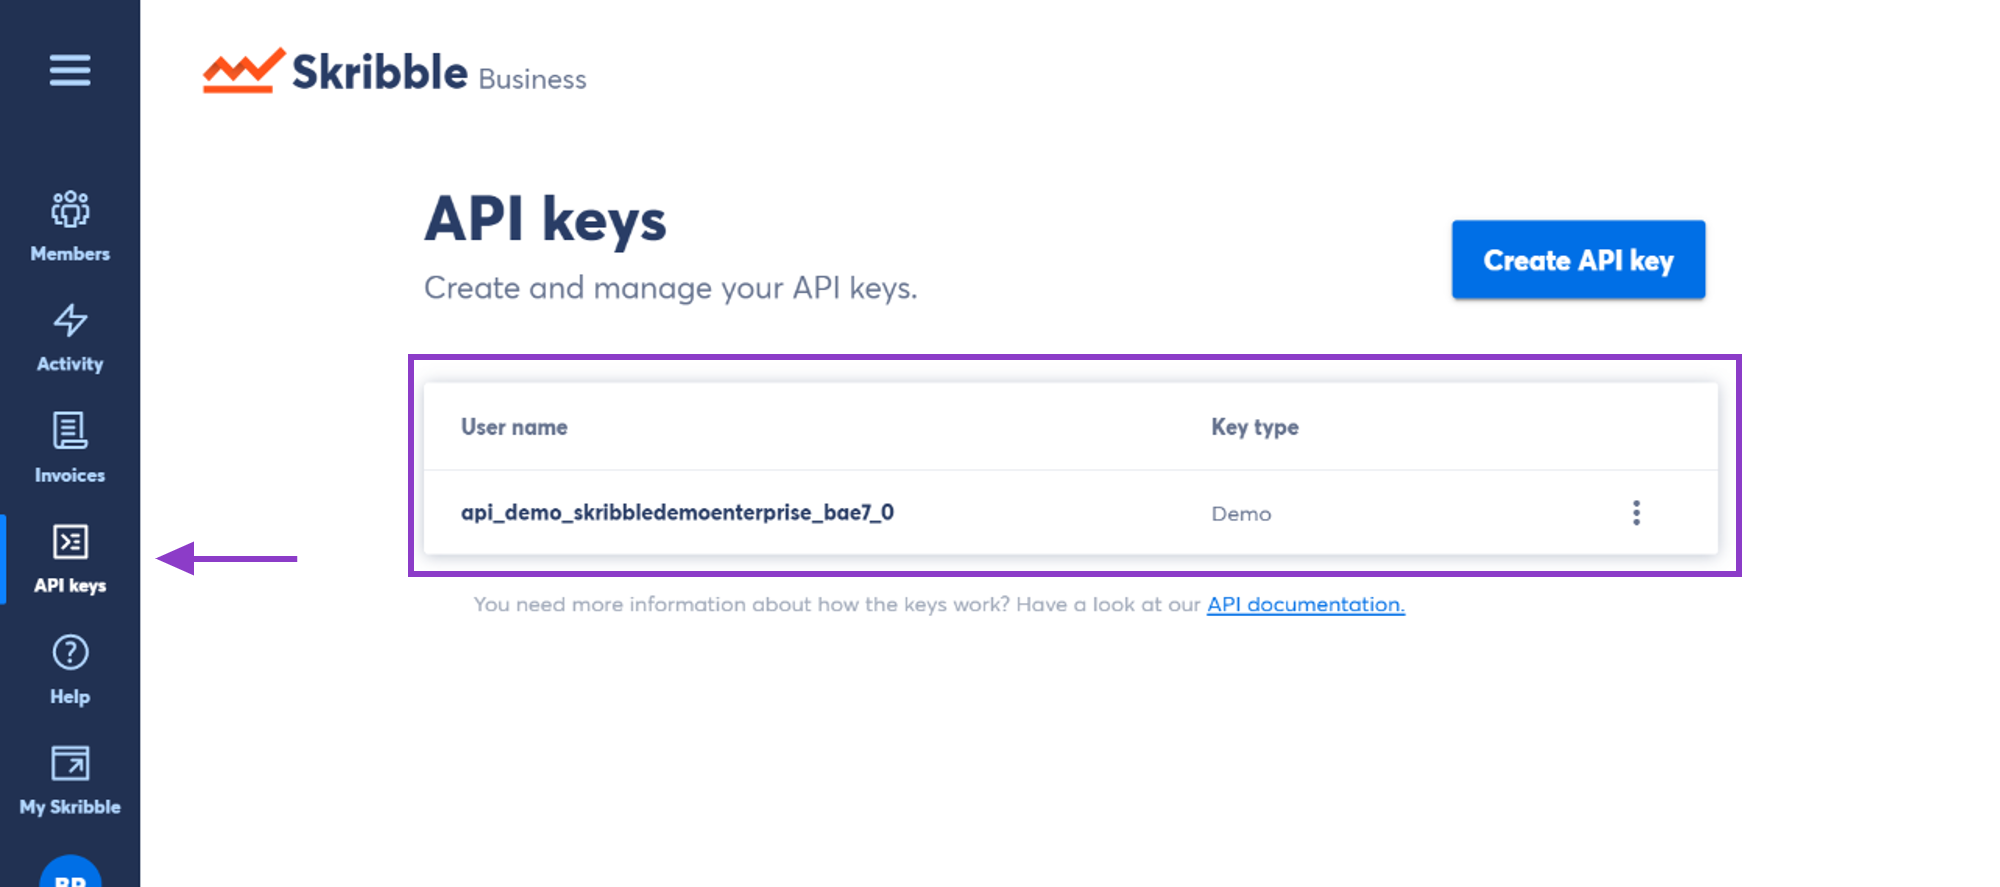 Skribble Business
Members
Activity
Invoices
API keys
Help
My Skribble
API keys
Create and manage your API keys.
Create API key
User name Key type
api_demo_skribbledemoenterprise_bae7_0 Demo
You need more information about how the keys work? Have a look at our API documentation.